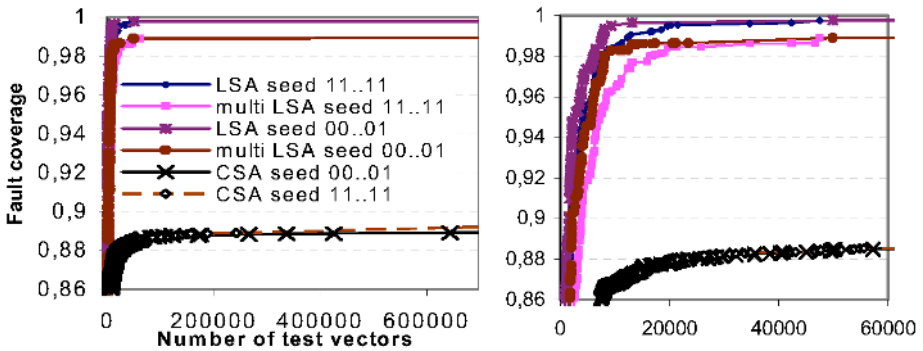 Fault coverage
1
0,98
0,96
0,94
0,92
0,9
0,88
0,86
LSA seed 11..11
multi LSA seed 11..11
LSA seed 00..01
multi LSA seed 00..01
CSA seed 00..01
CSA seed 11..11
0 200000 400000 600000
Number of test vectors
1
0,98
0,96
0,94
0,92
0,9
0,88
0,86
0 20000 40000 60000